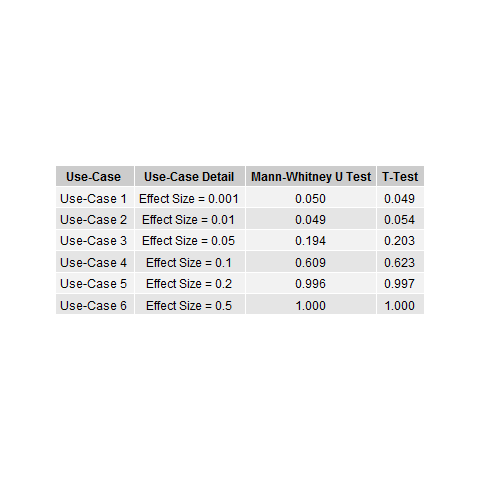 Use-Case Use-Case Detail Mann-Whitney U Test T-Test
Use-Case 1 Effect Size = 0.001 0.050 0.049
Use-Case 2 Effect Size = 0.01 0.049 0.054
Use-Case 3 Effect Size = 0.05 0.194 0.203
Use-Case 4 Effect Size = 0.1 0.609 0.623
Use-Case 5 Effect Size = 0.2 0.996 0.997
Use-Case 6 Effect Size = 0.5 1.000 1.000